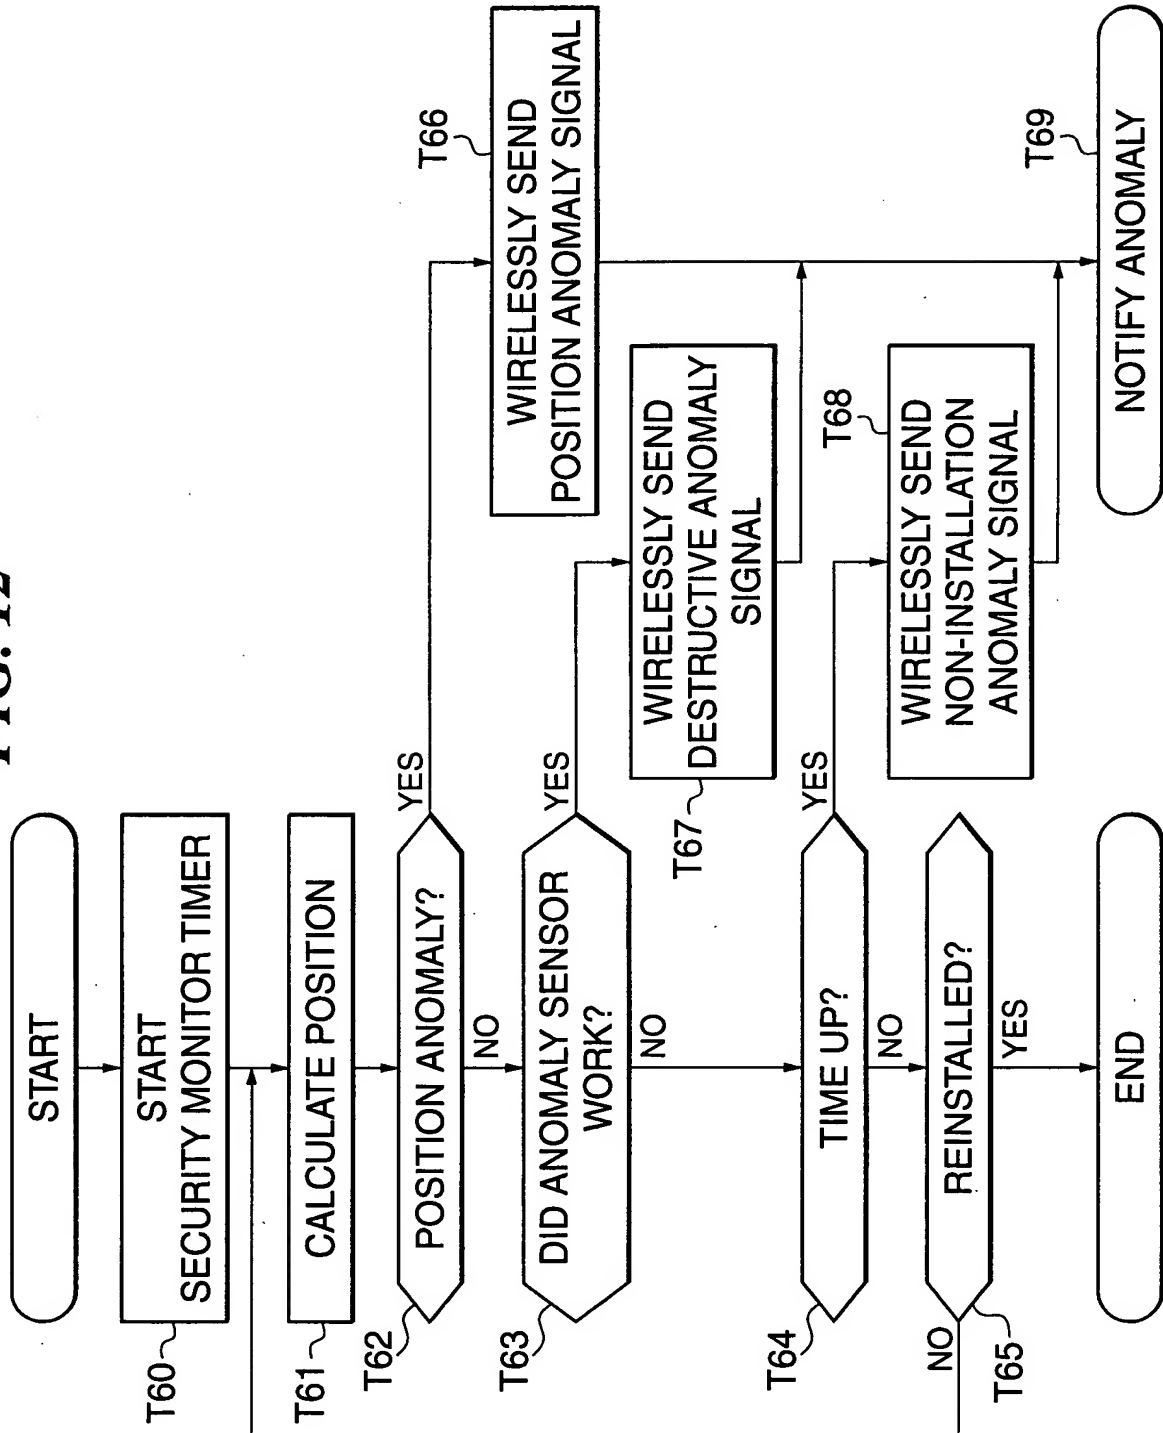 FIG. 12
START
START
SECURITY MONITOR TIMER
T60
CALCULATE POSITION
T61
POSITION ANOMALY?
T62
YES
NO
WIRELESSLY SEND
POSITION ANOMALY SIGNAL
T66
DID ANOMALY SENSOR
WORK?
T63
YES
NO
WIRELESSLY SEND
DESTRUCTIVE ANOMALY
SIGNAL
T67
TIME UP?
T64
YES
NO
WIRELESSLY SEND
NON-INSTALLATION
ANOMALY SIGNAL
T68
REINSTALLED?
T65
NO
YES
END
NOTIFY ANOMALY
T69